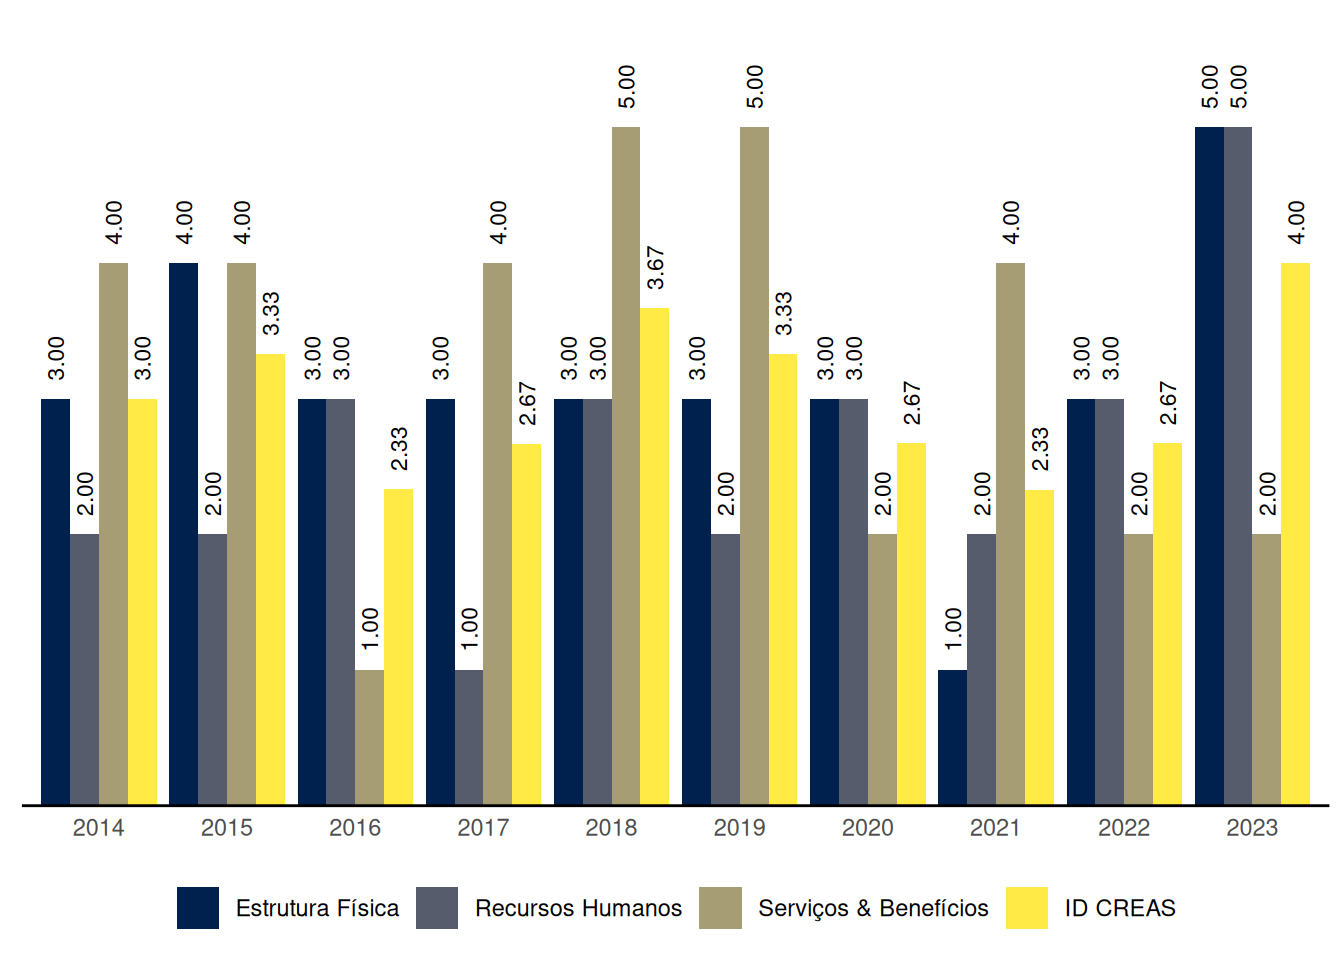 5.00 5.00 5.00 5.00
4.00 4.00 4.00 4.00 4.00 4.00
3.67
3.33 3.33
3.00 3.00 3.00 3.00 3.00 3.00 3.00 3.00 3.00 3.00 3.00 3.00
2.67 2.67 2.67
2.33 2.33
2.00 2.00 2.00 2.00 2.00 2.00 2.00
1.00 1.00 1.00
2014 2015 2016 2017 2018 2019 2020 2021 2022 2023
Estrutura Física Recursos Humanos Serviços & Benefícios ID CREAS